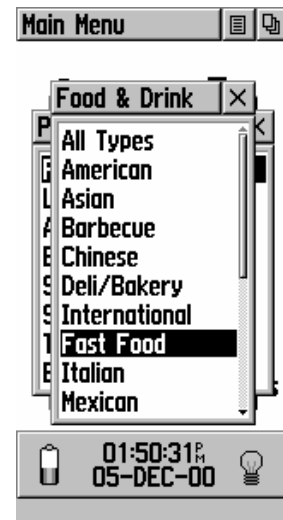 Main Menu
Food & Drink
P
All Types
American
Asian
Barbecue
Chinese
Deli/Bakery
International
Fast Food
Italian
Mexican
01:50:31PM
05-DEC-00